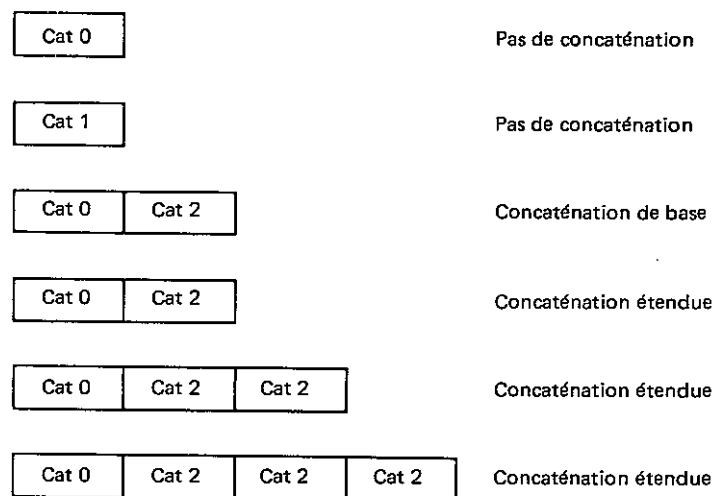 Cat 0 Pas de concaténation
Cat 1 Pas de concaténation
Cat 0 Cat 2 Concaténation de base
Cat 0 Cat 2 Concaténation étendue
Cat 0 Cat 2 Cat 2 Concaténation étendue
Cat 0 Cat 2 Cat 2 Cat 2 Concaténation étendue